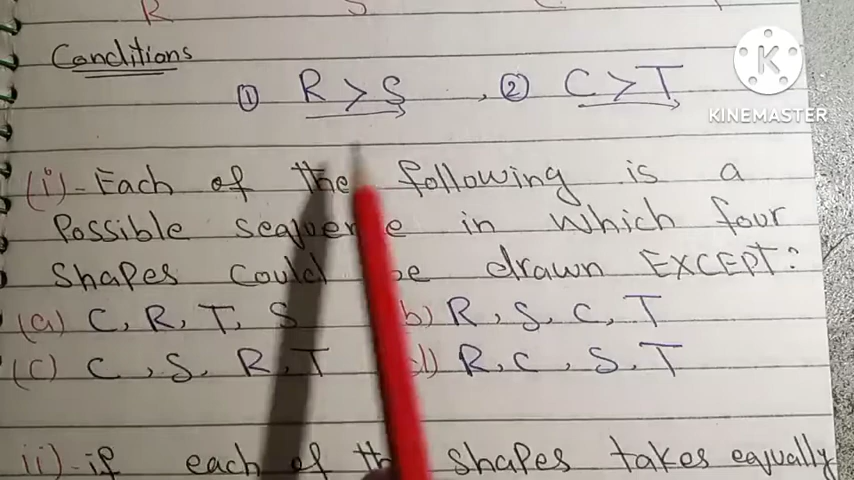 R
Conditions
① R > S , ② C > T
KINEMASTER
(i)- Each of the following is a
Possible in which four
Shapes could be drawn EXCEPT:
(a) C, R, T, S (b) R, S, C, T
(c) C, S, R, T (d) R, C, S, T
ii)- if each of the shapes takes equally